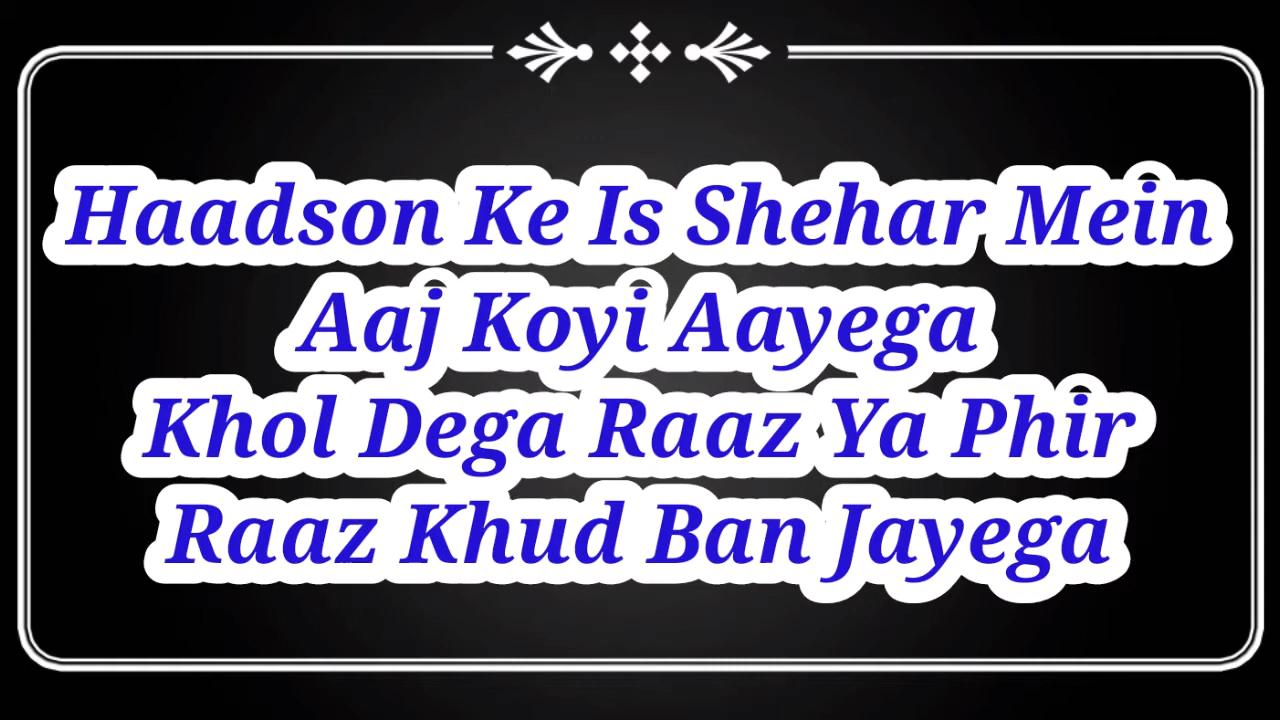 Haadson Ke Is Shehar Mein
Aaj Koyi Aayega
Khol Dega Raaz Ya Phir
Raaz Khud Ban Jayega